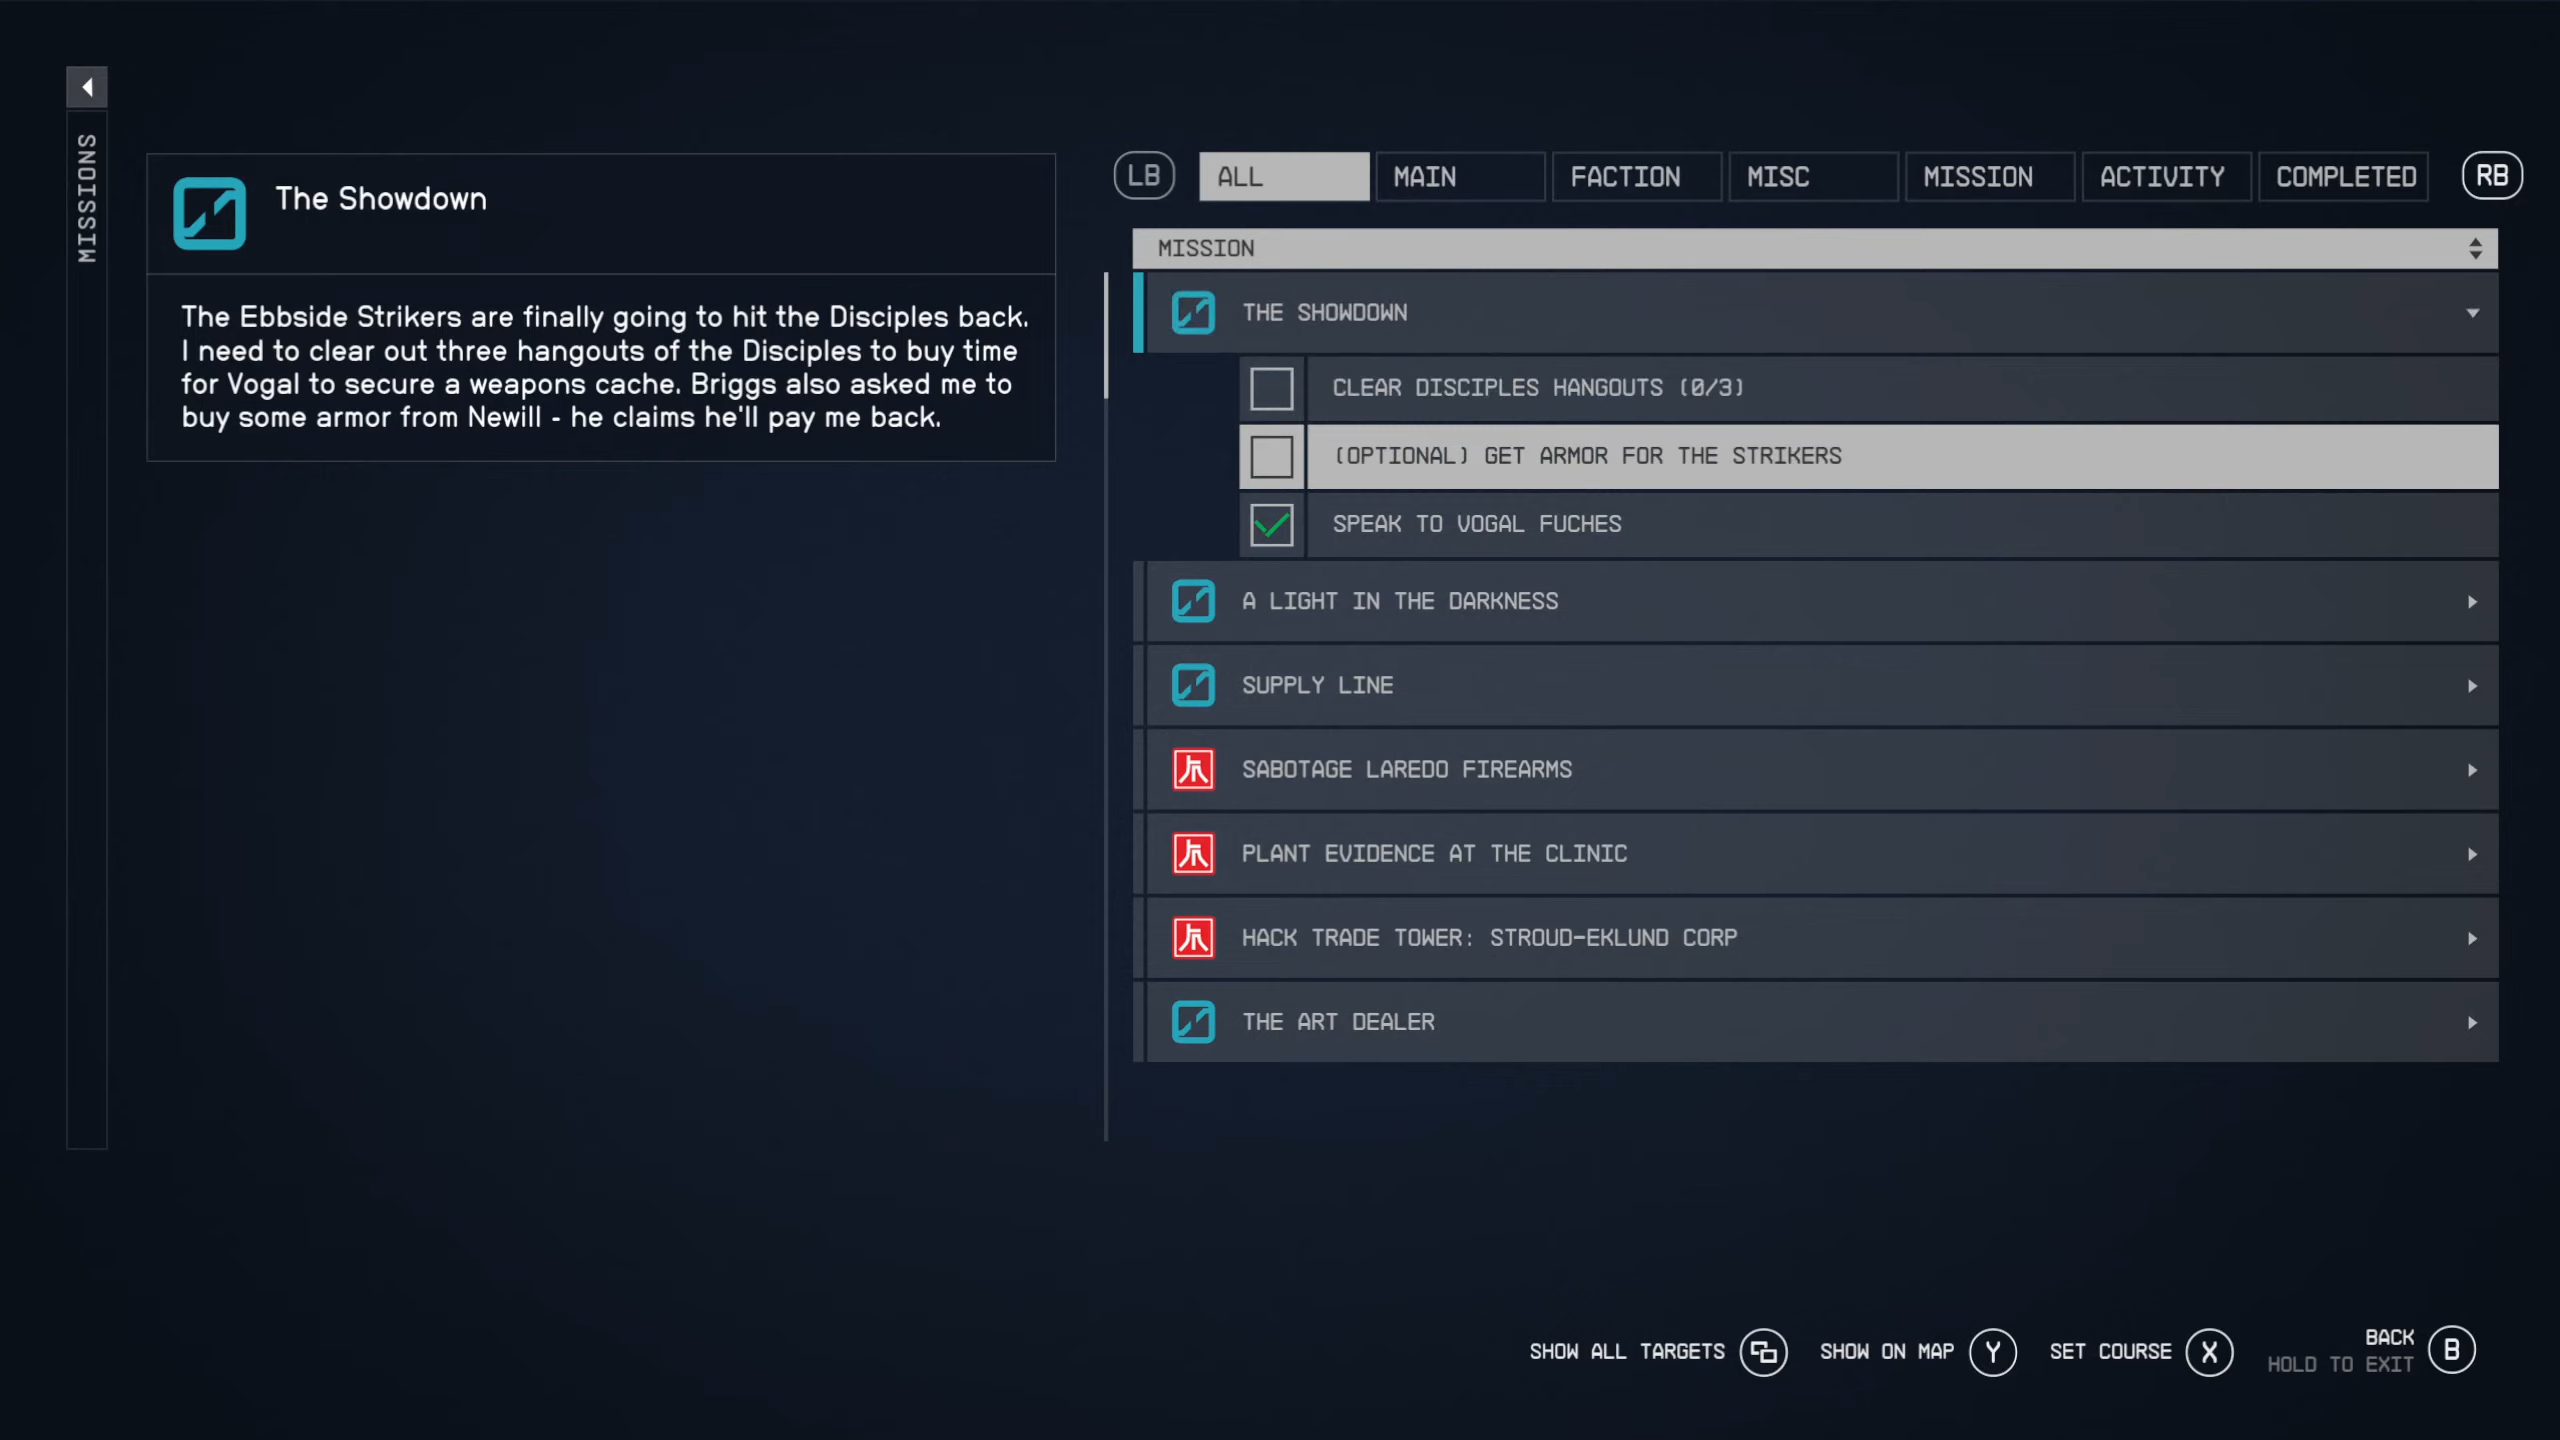 MISSIONS
The Showdown
The Ebbside Strikers are finally going to hit the Disciples back.
I need to clear out three hangouts of the Disciples to buy time
for Vogal to secure a weapons cache. Briggs also asked me to
buy some armor from Newill - he claims he'll pay me back.
LB ALL MAIN FACTION MISC MISSION ACTIVITY COMPLETED RB
MISSION
THE SHOWDOWN
CLEAR DISCIPLES HANGOUTS (0/3)
(OPTIONAL) GET ARMOR FOR THE STRIKERS
SPEAK TO VOGAL FUCHES
A LIGHT IN THE DARKNESS
SUPPLY LINE
SABOTAGE LAREDO FIREARMS
PLANT EVIDENCE AT THE CLINIC
HACK TRADE TOWER: STROUD-EKLUND CORP
THE ART DEALER
SHOW ALL TARGETS SHOW ON MAP Y SET COURSE X BACK B
HOLD TO EXIT